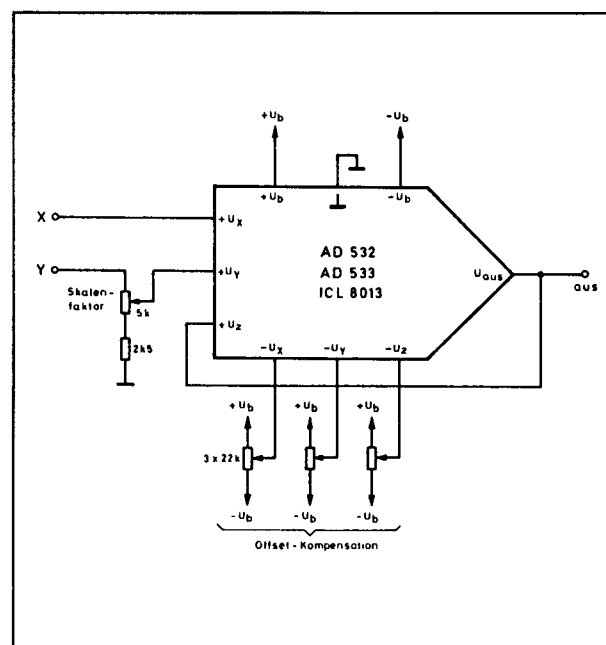 +Ub -Ub
+Ub -Ub
X +Ux
AD 532
Y +Uy AD 533 Uaus
ICL 8013 aus
Skalen-
faktor 5k
+Uz
2k5 -Ux -Uy -Uz
+Ub +Ub +Ub
3 x 22k
-Ub -Ub -Ub
Offset - Kompensation